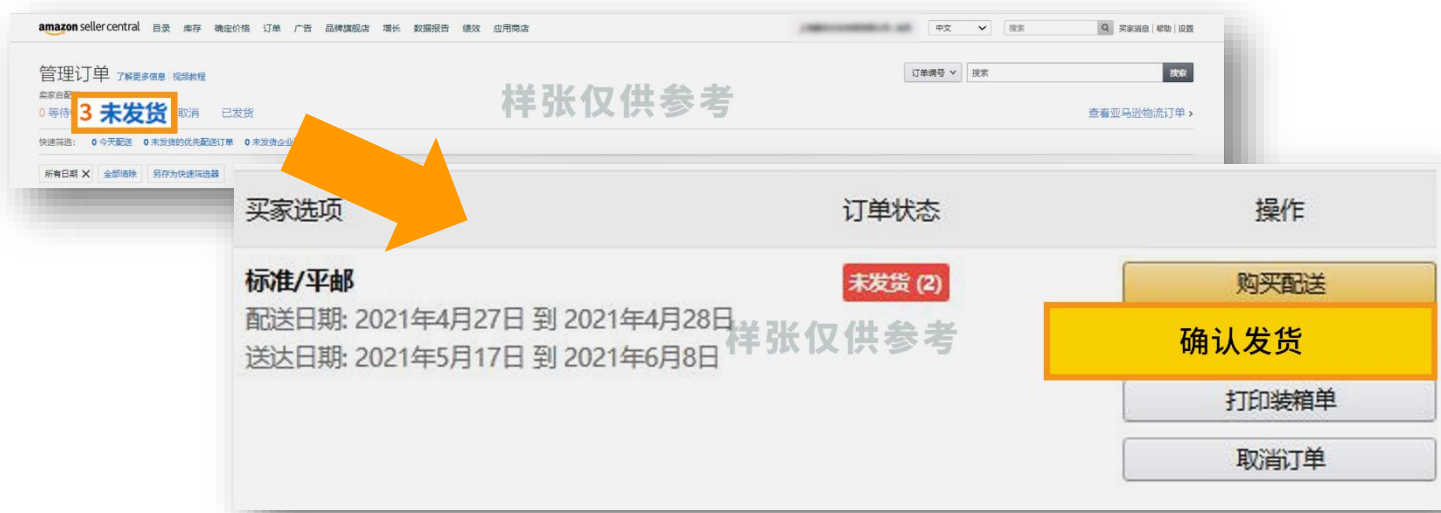 amazon seller central 目录 库存 确定价格 订单 广告 品牌旗舰店 增长 数据报告 绩效 应用商店 中文 搜索 买家消息 | 帮助 | 设置
管理订单 了解更多信息 | 视频教程 订单编号 搜索 搜索
卖家自配
0 等待 3 未发货 取消 已发货 查看亚马逊物流订单 ›
样张仅供参考
快速筛选: 0 今天配送 0 未发货的优先配送订单 0 未发货企业
所有日期 X 全部清除 另存为快速筛选器
买家选项 订单状态 操作
标准/平邮 未发货 (2) 购买配送
配送日期: 2021年4月27日 到 2021年4月28日
样张仅供参考 确认发货
送达日期: 2021年5月17日 到 2021年6月8日
打印装箱单
取消订单